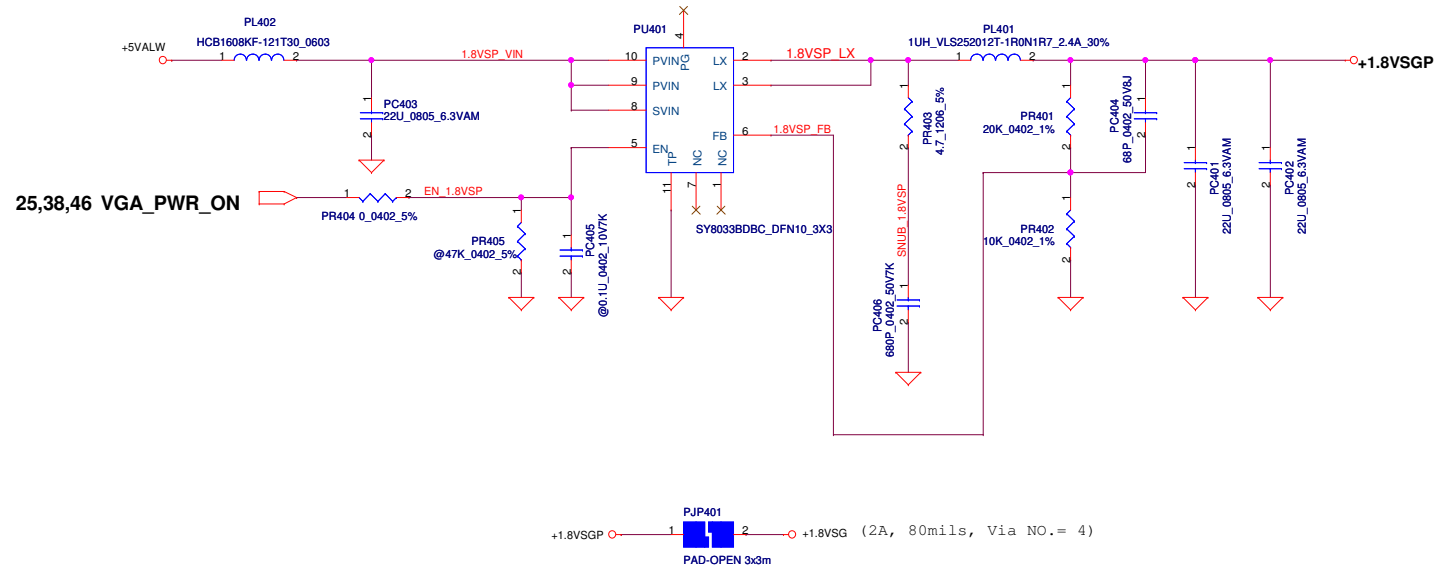 PL402
HCB1608KF-121T30_0603
+5VALW
1
2
1.8VSP_VIN
PC403
22U_0805_6.3VAM
1
2
PU401
4
PG
10 PVIN
9 PVIN
8 SVIN
5 EN
LX 2
LX 3
FB 6
TP
NC
NC
11
7
1
SY8033BDBC_DFN10_3X3
1.8VSP_LX
1.8VSP_FB
PL401
1UH_VLS252012T-1R0N1R7_2.4A_30%
1
2
+1.8VSGP
PR403
4.7_1206_5%
1
2
SNUB_1.8VSP
PC406
680P_0402_50V7K
1
2
PR401
20K_0402_1%
1
2
PC404
68P_0402_50V8J
1
2
PR402
10K_0402_1%
1
2
PC401
22U_0805_6.3VAM
1
2
PC402
22U_0805_6.3VAM
1
2
25,38,46 VGA_PWR_ON
1
2
EN_1.8VSP
PR404 0_0402_5%
PR405
@47K_0402_5%
1
2
PC405
@0.1U_0402_10V7K
1
2
PJP401
+1.8VSGP
1
2
+1.8VSG
(2A, 80mils, Via NO.= 4)
PAD-OPEN 3x3m